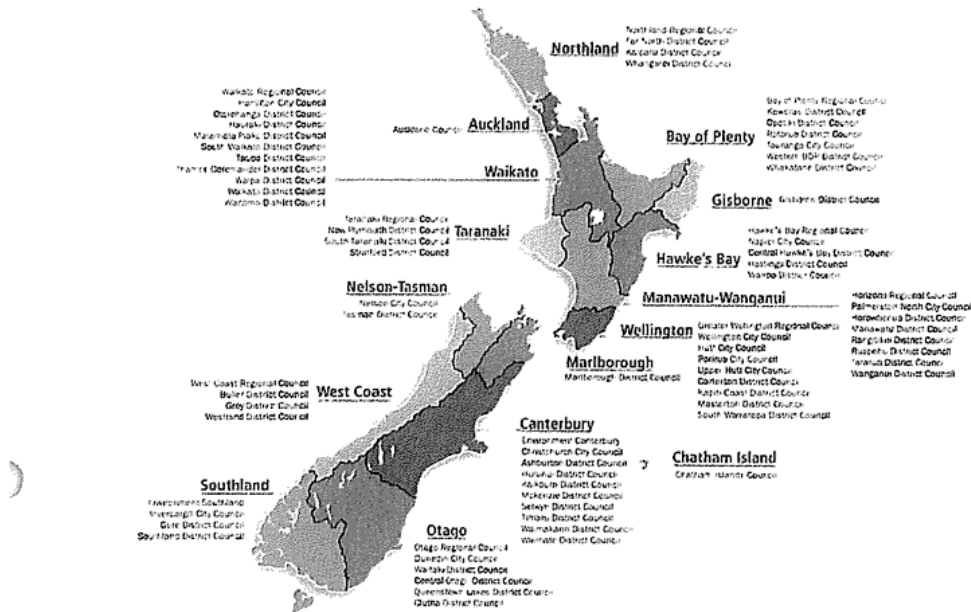 Northland
Northland Regional Council
Far North District Council
Kaipara District Council
Whangarei District Council
Waikato Regional Council
Hamilton City Council
Otorohanga District Council
Hauraki District Council
Matamata Piako District Council
South Waikato District Council
Taupo District Council
Thames Coromandel District Council
Waipa District Council
Waikato District Council
Waitomo District Council
Waikato
Auckland Council
Auckland
Bay of Plenty
Bay of Plenty Regional Council
Kawerau District Council
Opotiki District Council
Rotorua District Council
Tauranga City Council
Western BOP District Council
Whakatane District Council
Gisborne
Gisborne District Council
Taranaki Regional Council
New Plymouth District Council
South Taranaki District Council
Stratford District Council
Taranaki
Hawke's Bay
Hawke's Bay Regional Council
Napier City Council
Central Hawke's Bay District Council
Hastings District Council
Wairoa District Council
Nelson-Tasman
Nelson City Council
Tasman District Council
Manawatu-Wanganui
Horizons Regional Council
Palmerston North City Council
Horowhenua District Council
Manawatu District Council
Rangitikei District Council
Ruapehu District Council
Tararua District Council
Wanganui District Council
Wellington
Greater Wellington Regional Council
Wellington City Council
Hutt City Council
Porirua City Council
Upper Hutt City Council
Carterton District Council
Kapiti Coast District Council
Masterton District Council
South Wairarapa District Council
Marlborough
Marlborough District Council
West Coast Regional Council
Buller District Council
Grey District Council
Westland District Council
West Coast
Canterbury
Environment Canterbury
Christchurch City Council
Ashburton District Council
Hurunui District Council
Kaikoura District Council
Mckenzie District Council
Selwyn District Council
Timaru District Council
Waimakariri District Council
Waimate District Council
Chatham Island
Chatham Islands Council
Southland
Environment Southland
Invercargill City Council
Gore District Council
Southland District Council
Otago
Otago Regional Council
Dunedin City Council
Waitaki District Council
Central Otago District Council
Queenstown Lakes District Council
Clutha District Council